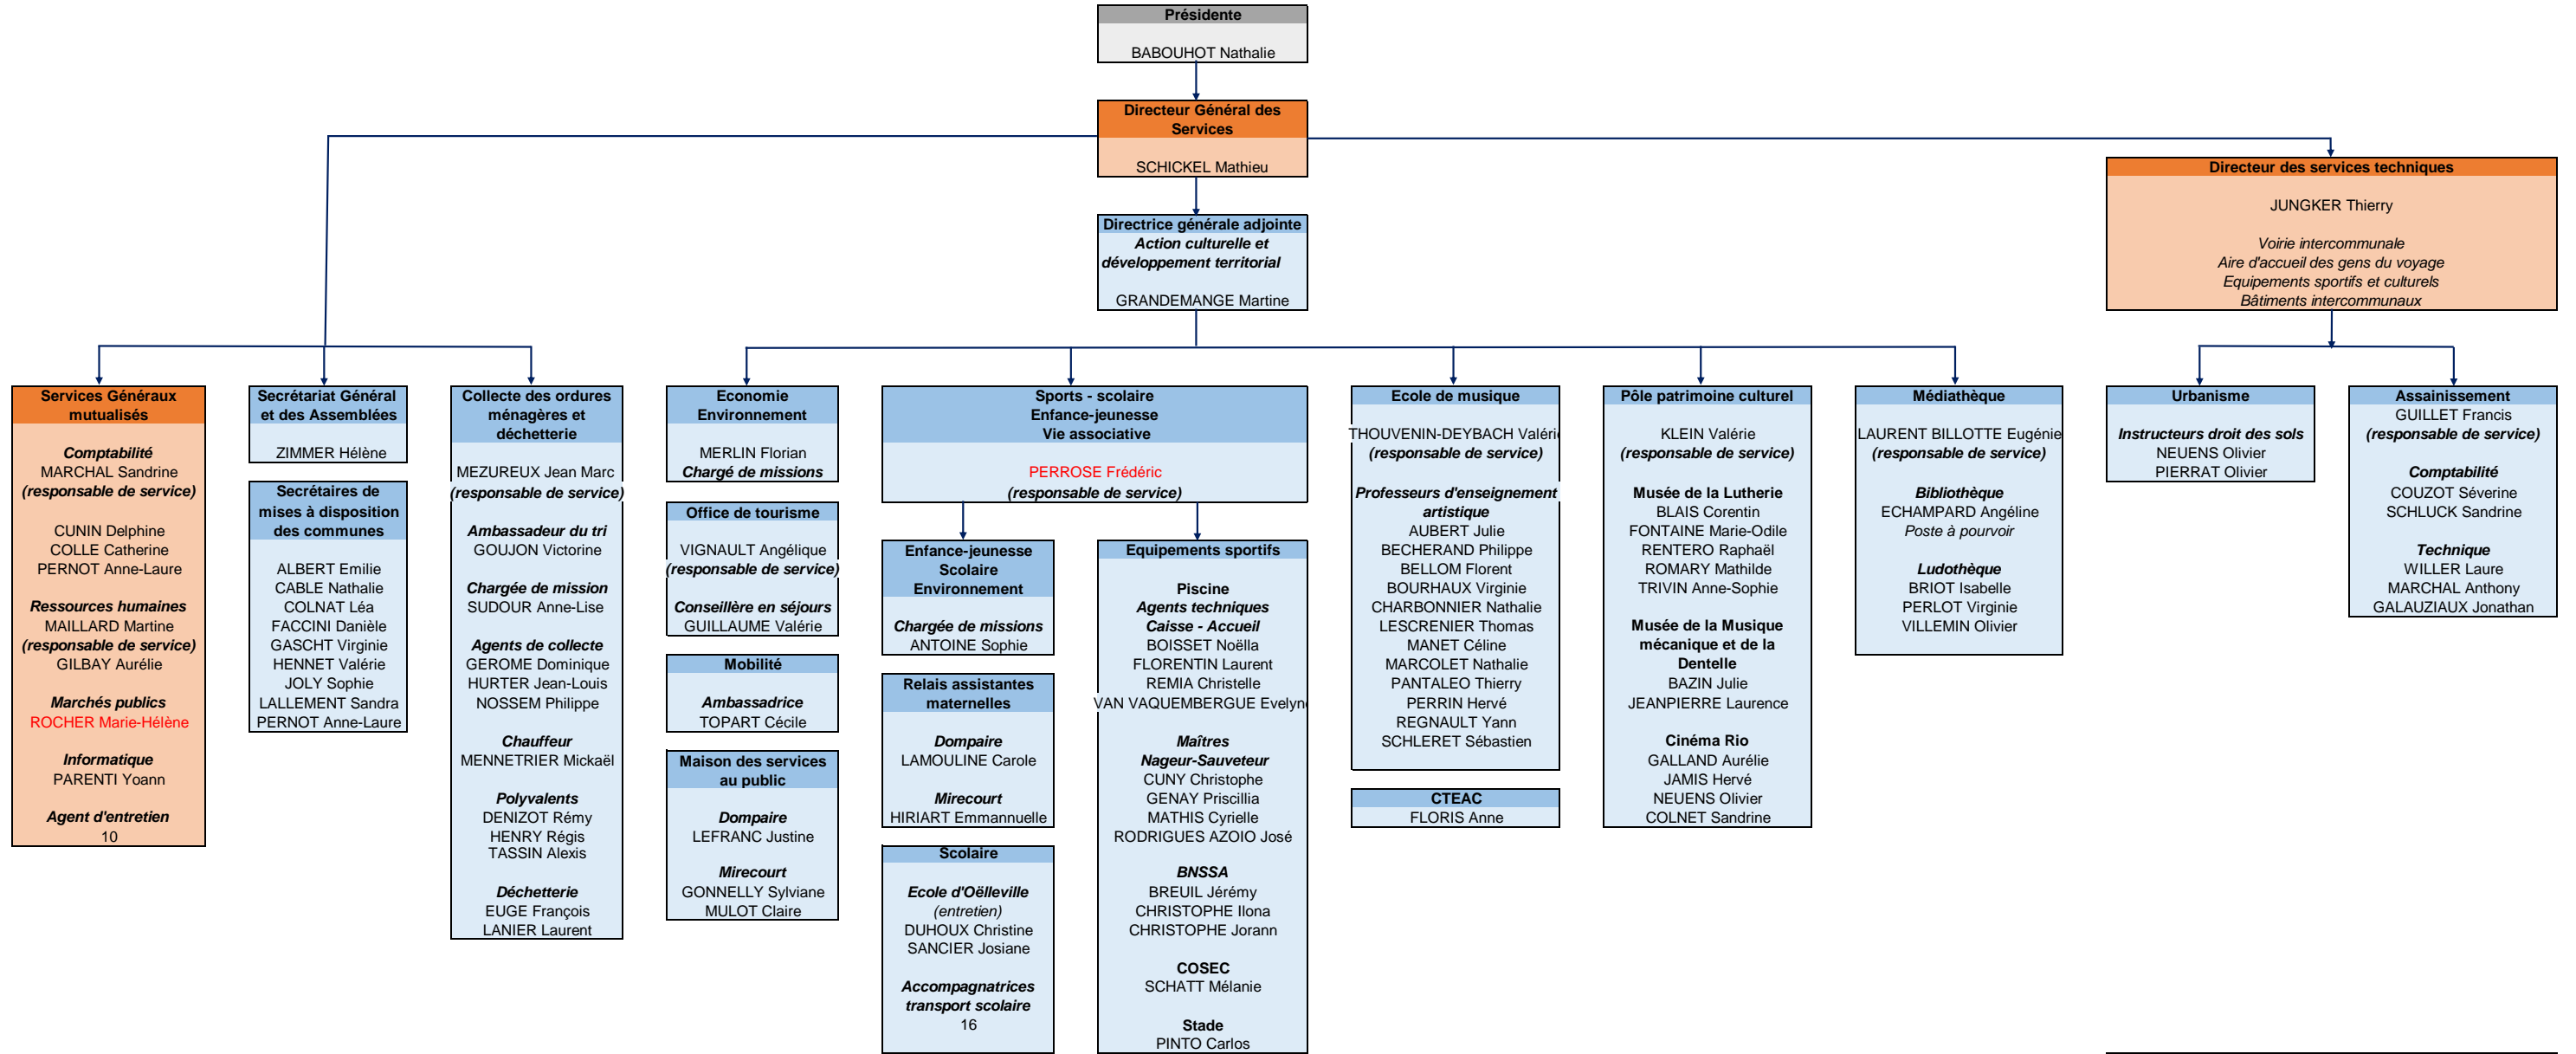 Présidente
BABOUHOT Nathalie
Directeur Général des
Services
SCHICKEL Mathieu
Directrice générale adjointe
Action culturelle et
développement territorial
GRANDEMANGE Martine
Directeur des services techniques
JUNGKER Thierry
Voirie intercommunale
Aire d'accueil des gens du voyage
Equipements sportifs et culturels
Bâtiments intercommunaux
Services Généraux
mutualisés
Comptabilité
MARCHAL Sandrine
(responsable de service)
CUNIN Delphine
COLLE Catherine
PERNOT Anne-Laure
Ressources humaines
MAILLARD Martine
(responsable de service)
GILBAY Aurélie
Marchés publics
ROCHER Marie-Hélène
Informatique
PARENTI Yoann
Agent d'entretien
10
Secrétariat Général
et des Assemblées
ZIMMER Hélène
Secrétaires de
mises à disposition
des communes
ALBERT Emilie
CABLE Nathalie
COLNAT Léa
FACCINI Danièle
GASCHT Virginie
HENNET Valérie
JOLY Sophie
LALLEMENT Sandra
PERNOT Anne-Laure
Collecte des ordures
ménagères et
déchetterie
MEZUREUX Jean Marc
(responsable de service)
Ambassadeur du tri
GOUJON Victorine
Chargée de mission
SUDOUR Anne-Lise
Agents de collecte
GEROME Dominique
HURTER Jean-Louis
NOSSEM Philippe
Chauffeur
MENNETRIER Mickaël
Polyvalents
DENIZOT Rémy
HENRY Régis
TASSIN Alexis
Déchetterie
EUGE François
LANIER Laurent
Economie
Environnement
MERLIN Florian
Chargé de missions
Office de tourisme
VIGNAULT Angélique
(responsable de service)
Conseillère en séjours
GUILLAUME Valérie
Mobilité
Ambassadrice
TOPART Cécile
Maison des services
au public
Dompaire
LEFRANC Justine
Mirecourt
GONNELLY Sylviane
MULOT Claire
Sports - scolaire
Enfance-jeunesse
Vie associative
PERROSE Frédéric
(responsable de service)
Enfance-jeunesse
Scolaire
Environnement
Chargée de missions
ANTOINE Sophie
Relais assistantes
maternelles
Dompaire
LAMOULINE Carole
Mirecourt
HIRIART Emmannuelle
Scolaire
Ecole d'Oëlleville
(entretien)
DUHOUX Christine
SANCIER Josiane
Accompagnatrices
transport scolaire
16
Equipements sportifs
Piscine
Agents techniques
Caisse - Accueil
BOISSET Noëlla
FLORENTIN Laurent
REMIA Christelle
VAN VAQUEMBERGUE Evelyn
Maîtres
Nageur-Sauveteur
CUNY Christophe
GENAY Priscillia
MATHIS Cyrielle
RODRIGUES AZOIO José
BNSSA
BREUIL Jérémy
CHRISTOPHE Ilona
CHRISTOPHE Jorann
COSEC
SCHATT Mélanie
Stade
PINTO Carlos
Ecole de musique
THOUVENIN-DEYBACH Valérie
(responsable de service)
Professeurs d'enseignement
artistique
AUBERT Julie
BECHERAND Philippe
BELLOM Florent
BOURHAUX Virginie
CHARBONNIER Nathalie
LESCRENIER Thomas
MANET Céline
MARCOLET Nathalie
PANTALEO Thierry
PERRIN Hervé
REGNAULT Yann
SCHLERET Sébastien
CTEAC
FLORIS Anne
Pôle patrimoine culturel
KLEIN Valérie
(responsable de service)
Musée de la Lutherie
BLAIS Corentin
FONTAINE Marie-Odile
RENTERO Raphaël
ROMARY Mathilde
TRIVIN Anne-Sophie
Musée de la Musique
mécanique et de la
Dentelle
BAZIN Julie
JEANPIERRE Laurence
Cinéma Rio
GALLAND Aurélie
JAMIS Hervé
NEUENS Olivier
COLNET Sandrine
Médiathèque
LAURENT BILLOTTE Eugénie
(responsable de service)
Bibliothèque
ECHAMPARD Angéline
Poste à pourvoir
Ludothèque
BRIOT Isabelle
PERLOT Virginie
VILLEMIN Olivier
Urbanisme
Instructeurs droit des sols
NEUENS Olivier
PIERRAT Olivier
Assainissement
GUILLET Francis
(responsable de service)
Comptabilité
COUZOT Séverine
SCHLUCK Sandrine
Technique
WILLER Laure
MARCHAL Anthony
GALAUZIAUX Jonathan